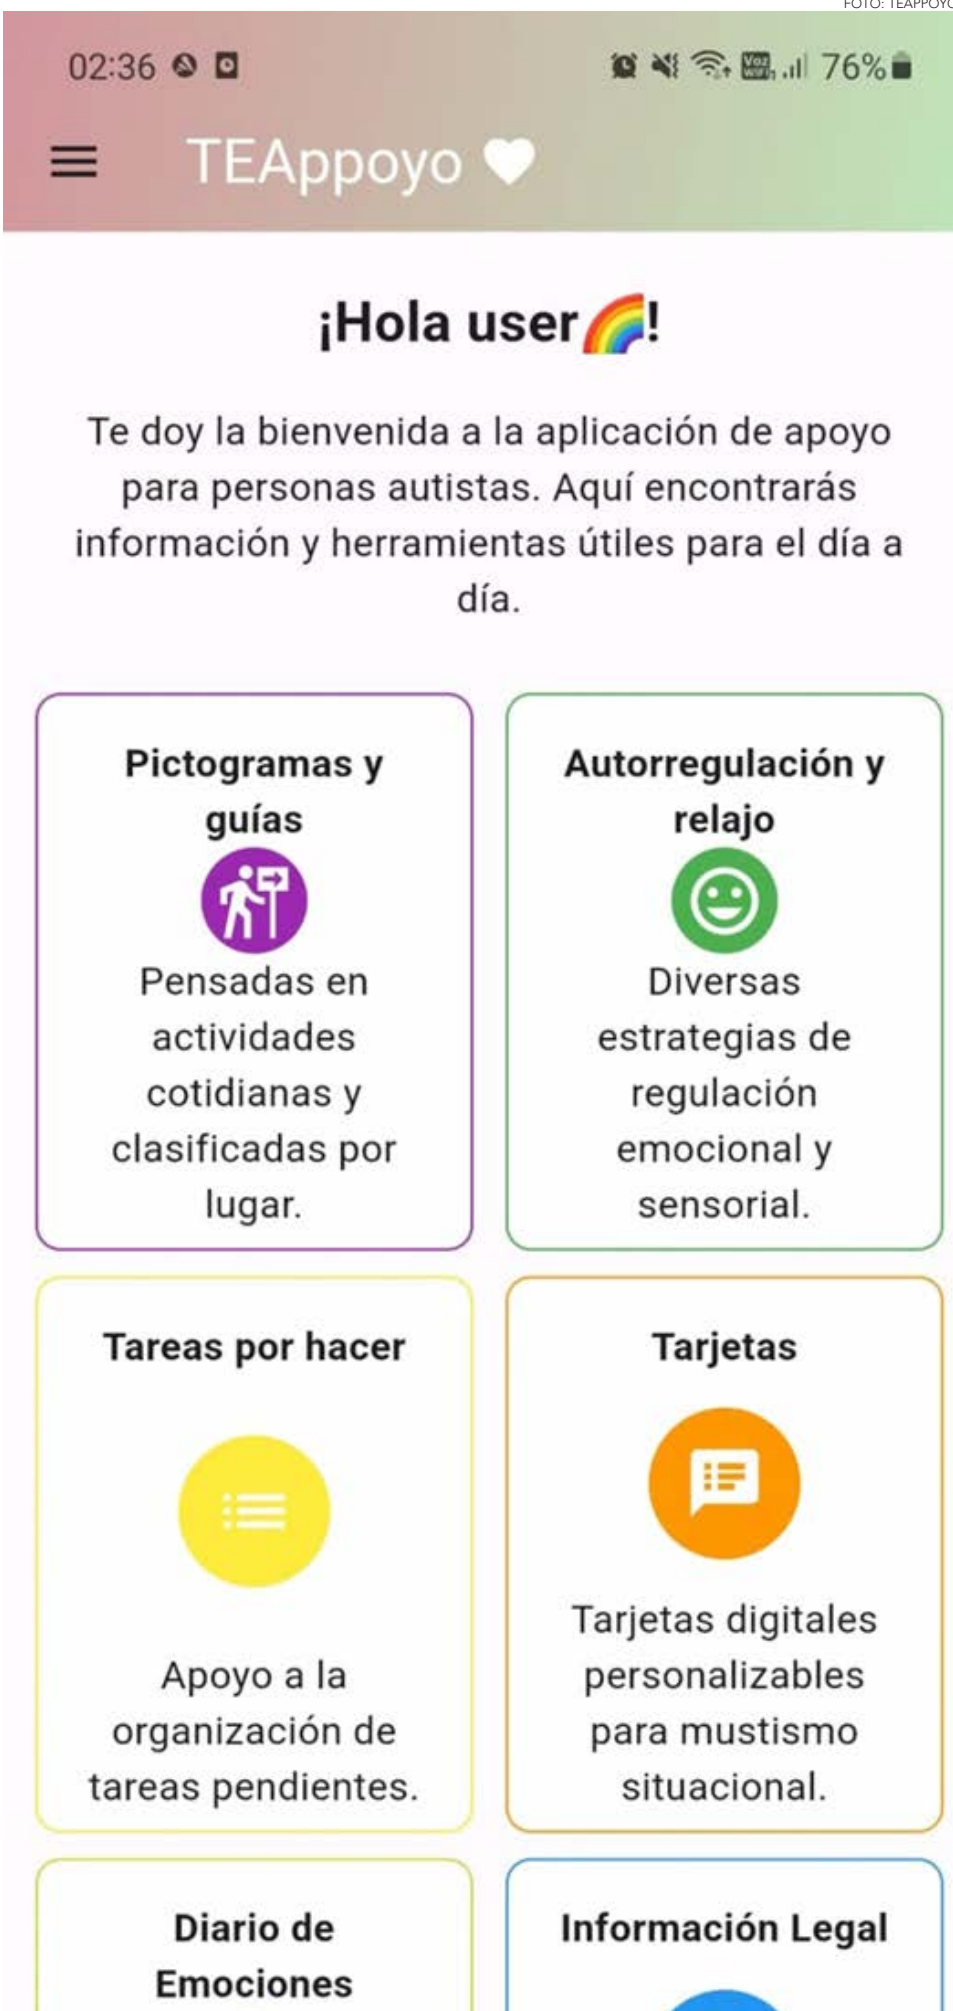 FOTO: TEAPPOYO
02:36
76%
TEAppoyo
¡Hola user🌈!
Te doy la bienvenida a la aplicación de apoyo
para personas autistas. Aquí encontrarás
información y herramientas útiles para el día a
día.
Pictogramas y
guías
Pensadas en
actividades
cotidianas y
clasificadas por
lugar.
Autorregulación y
relajo
Diversas
estrategias de
regulación
emocional y
sensorial.
Tareas por hacer
Apoyo a la
organización de
tareas pendientes.
Tarjetas
Tarjetas digitales
personalizables
para mustismo
situacional.
Diario de
Emociones
Información Legal